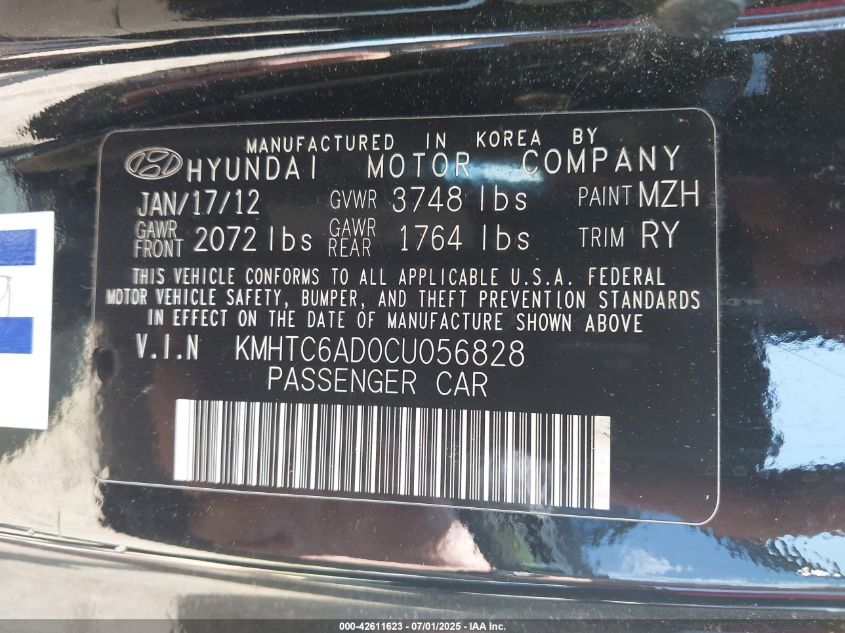 MANUFACTURED IN KOREA BY
HYUNDAI MOTOR COMPANY
JAN/17/12 GVWR 3748 lbs PAINT MZH
GAWR FRONT 2072 lbs GAWR REAR 1764 lbs TRIM RY
THIS VEHICLE CONFORMS TO ALL APPLICABLE U.S.A. FEDERAL
MOTOR VEHICLE SAFETY, BUMPER, AND THEFT PREVENTION STANDARDS
IN EFFECT ON THE DATE OF MANUFACTURE SHOWN ABOVE
V.I.N KMHTC6AD0CU056828
PASSENGER CAR
000-42611623 - 07/01/2025 - IAA Inc.